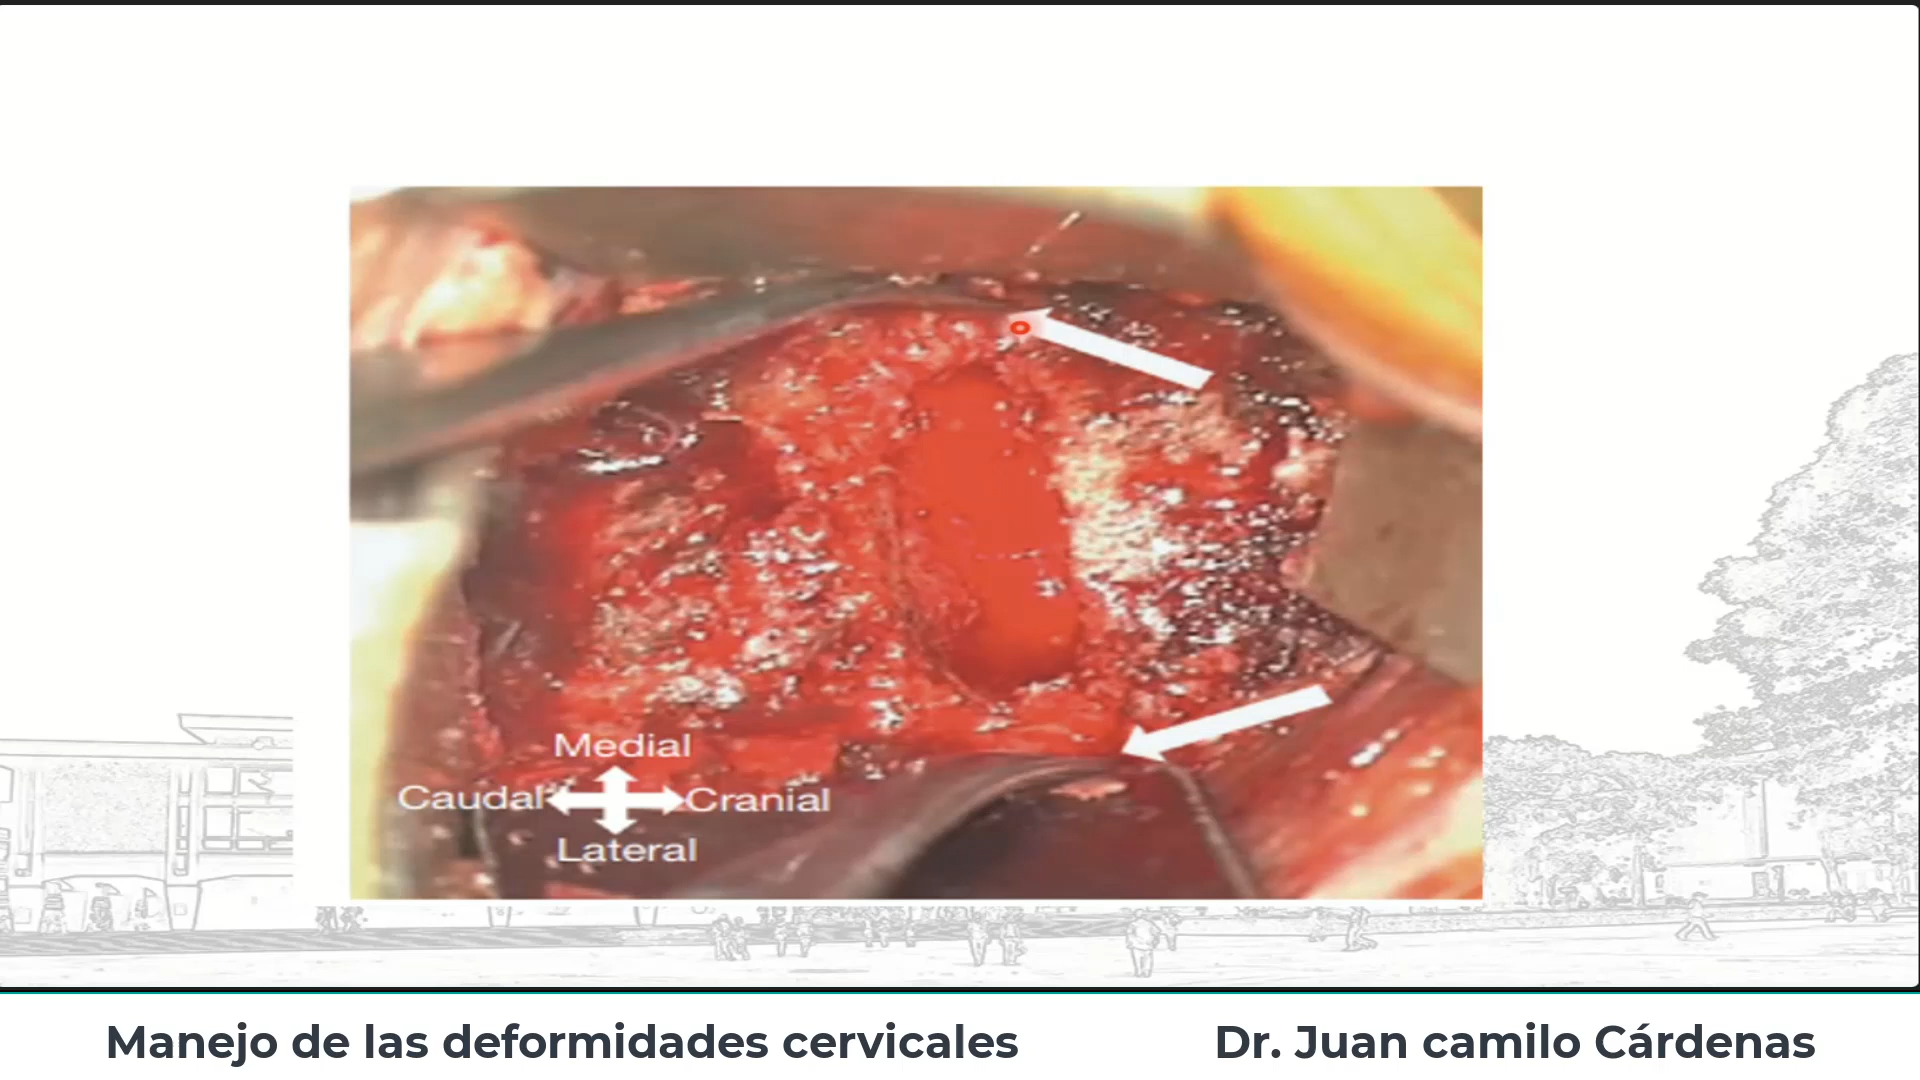 Medial
Caudal Cranial
Lateral
Manejo de las deformidades cervicales
Dr. Juan camilo Cárdenas